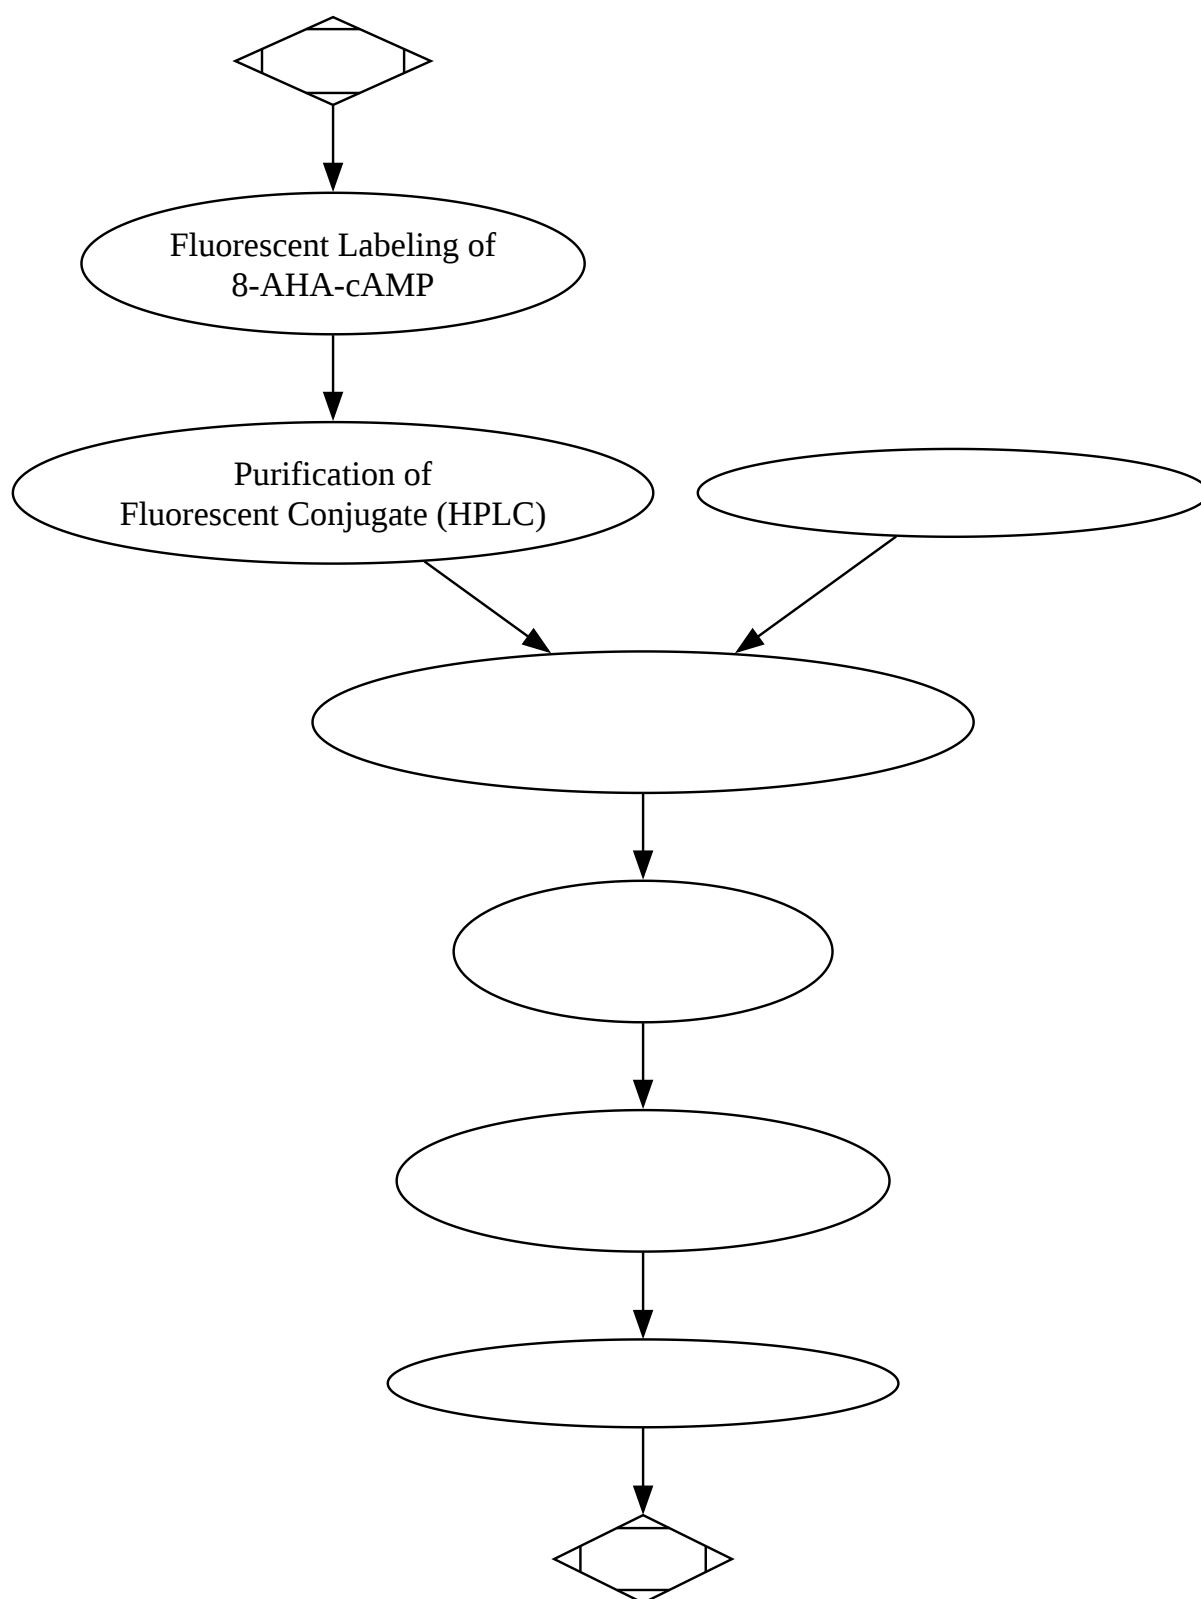 Fluorescent Labeling of
8-AHA-cAMP
Purification of
Fluorescent Conjugate (HPLC)